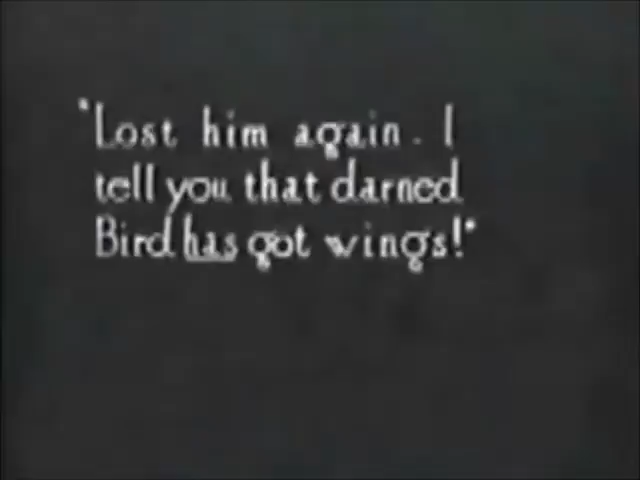 "Lost him again. I
tell you that darned
Bird has got wings!"